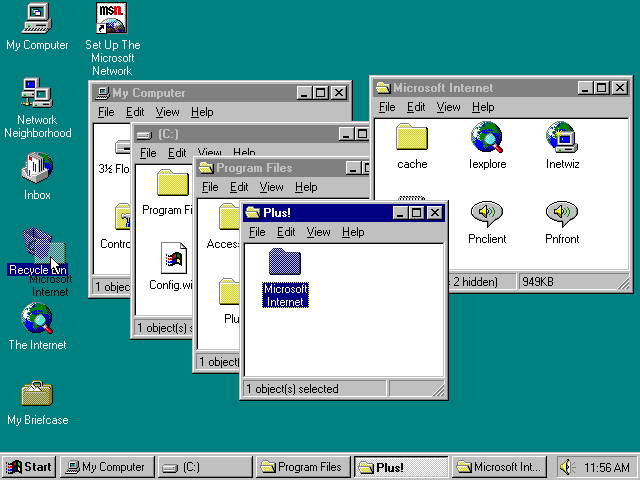 My Computer
msn.
Set Up The
Microsoft
Network
Network
Neighborhood
Inbox
Recycle Bin
Microsoft
Internet
The Internet
My Briefcase
My Computer
File Edit View Help
3½ Flo
Contro
1 object
(C:)
File Edit View Help
Program Fi
Config.wi
1 object(s) s
Program Files
File Edit View Help
Access
Plu
1 object(s)
Plus!
File Edit View Help
Microsoft
Internet
1 object(s) selected
Microsoft Internet
File Edit View Help
cache
Iexplore
Inetwiz
Pnclient
Pnfront
2 hidden)
949KB
Start
My Computer
(C:)
Program Files
Plus!
Microsoft Int...
11:56 AM